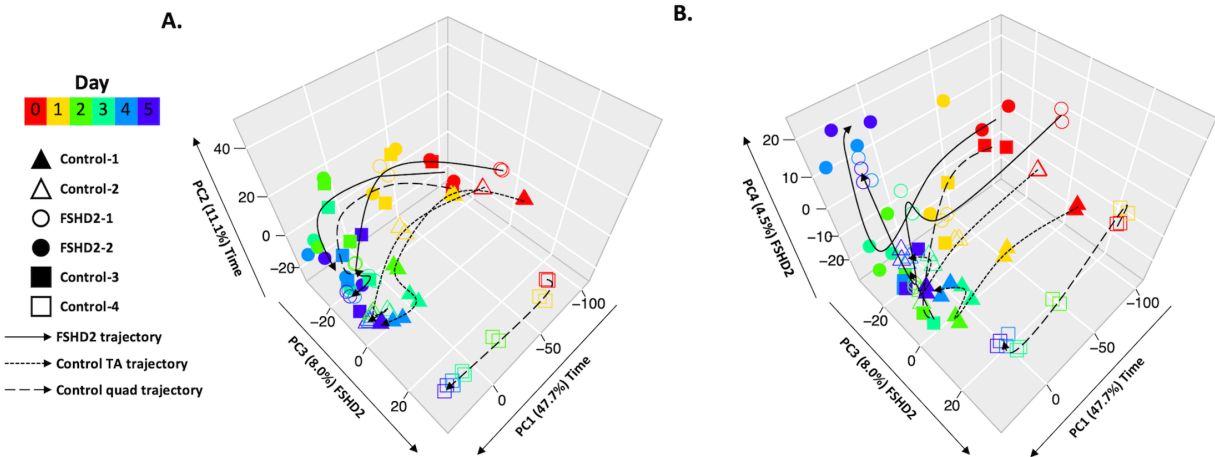 A.
B.
Day
0 1 2 3 4 5
Control-1
Control-2
FSHD2-1
FSHD2-2
Control-3
Control-4
FSHD2 trajectory
Control TA trajectory
Control quad trajectory
PC2 (11.1%) Time
40
20
0
−20
PC3 (8.0%) FSHD2
−20
0
20
PC1 (47.7%) Time
−100
−50
0
PC4 (4.5%) FSHD2
20
10
0
−10
−20
PC3 (8.0%) FSHD2
−20
0
20
PC1 (47.7%) Time
−100
−50
0